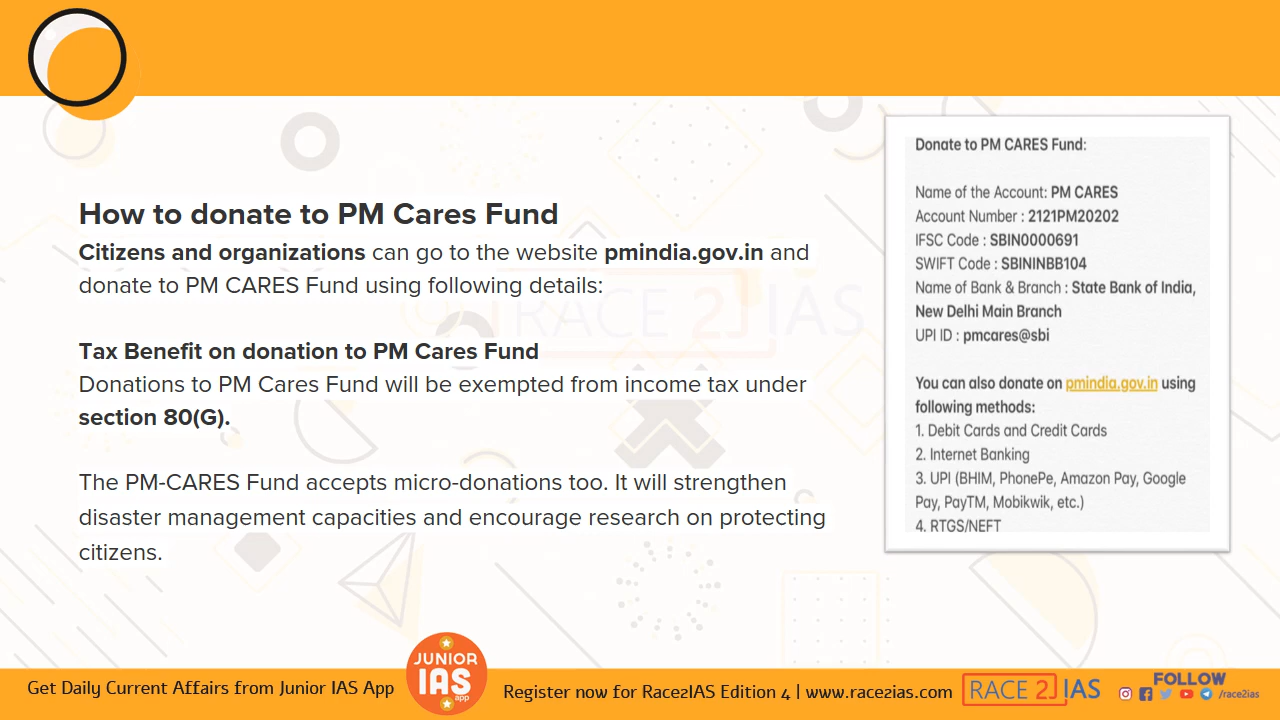 How to donate to PM Cares Fund
Citizens and organizations can go to the website pmindia.gov.in and
donate to PM CARES Fund using following details:
Tax Benefit on donation to PM Cares Fund
Donations to PM Cares Fund will be exempted from income tax under
section 80(G).
The PM-CARES Fund accepts micro-donations too. It will strengthen
disaster management capacities and encourage research on protecting
citizens.
RACE 2 IAS
Donate to PM CARES Fund:
Name of the Account: PM CARES
Account Number : 2121PM20202
IFSC Code : SBIN0000691
SWIFT Code : SBININBB104
Name of Bank & Branch : State Bank of India,
New Delhi Main Branch
UPI ID : pmcares@sbi
You can also donate on pmindia.gov.in using
following methods:
1. Debit Cards and Credit Cards
2. Internet Banking
3. UPI (BHIM, PhonePe, Amazon Pay, Google
Pay, PayTM, Mobikwik, etc.)
4. RTGS/NEFT
Get Daily Current Affairs from Junior IAS App
JUNIOR
IAS
app
Register now for Race2IAS Edition 4 | www.race2ias.com
RACE 2 IAS
FOLLOW
/race2ias